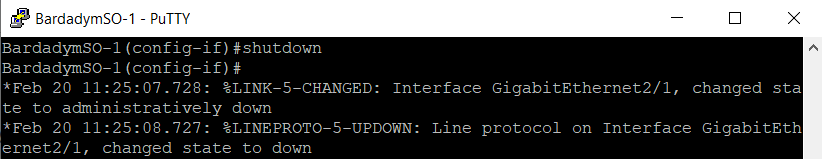 BardadymSO-1 - PuTTY
BardadymSO-1(config-if)#shutdown
BardadymSO-1(config-if)#
*Feb 20 11:25:07.728: %LINK-5-CHANGED: Interface GigabitEthernet2/1, changed sta
te to administratively down
*Feb 20 11:25:08.727: %LINEPROTO-5-UPDOWN: Line protocol on Interface GigabitEth
ernet2/1, changed state to down